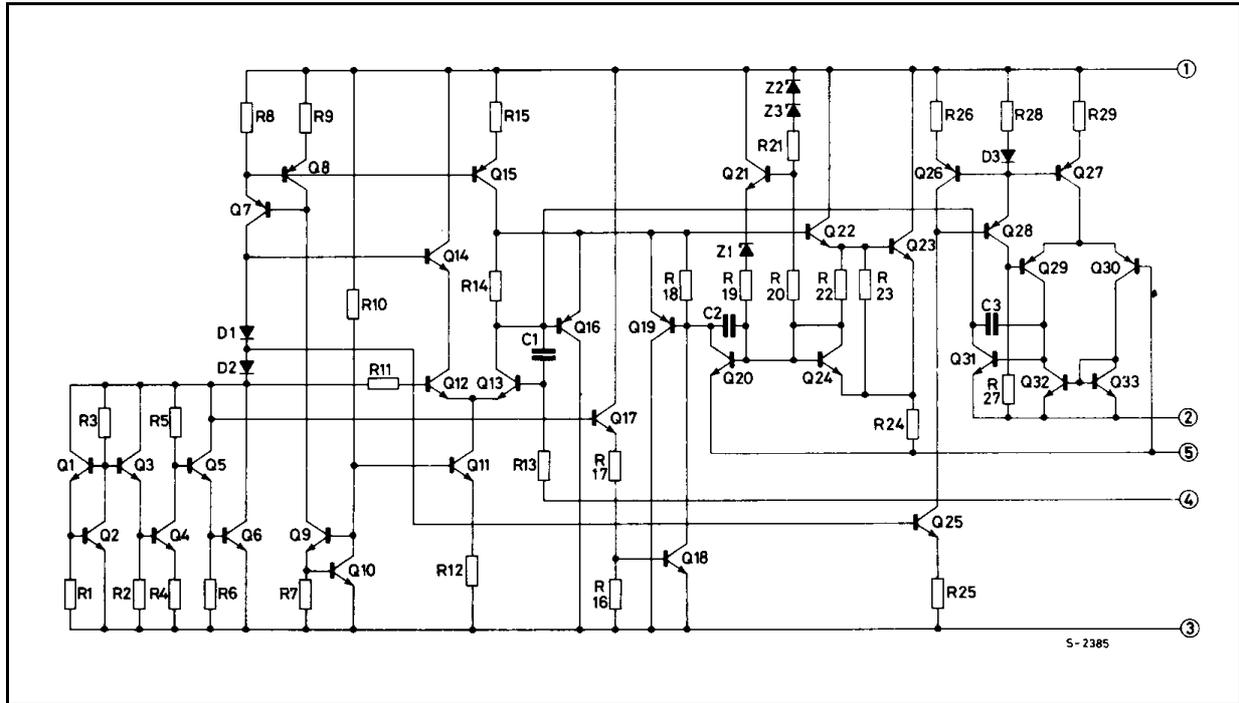 1
Z2
Z3
R8
R9
R15
R26
R28
R29
R21
D3
Q8
Q15
Q21
Q26
Q27
Q7
Q22
Q23
Q28
Q14
Z1
Q29
Q30
R14
R
18
R
19
R
20
R
22
R
23
R10
C2
C3
D1
Q16
Q19
C1
Q31
D2
R11
Q12
Q13
Q20
Q24
R
27
Q32
Q33
R3
R5
Q17
R24
2
5
Q1
Q3
Q5
Q11
R13
R
17
4
Q25
Q2
Q4
Q6
Q9
Q10
R12
Q18
R1
R2
R4
R6
R7
R
16
R25
3
S-2385